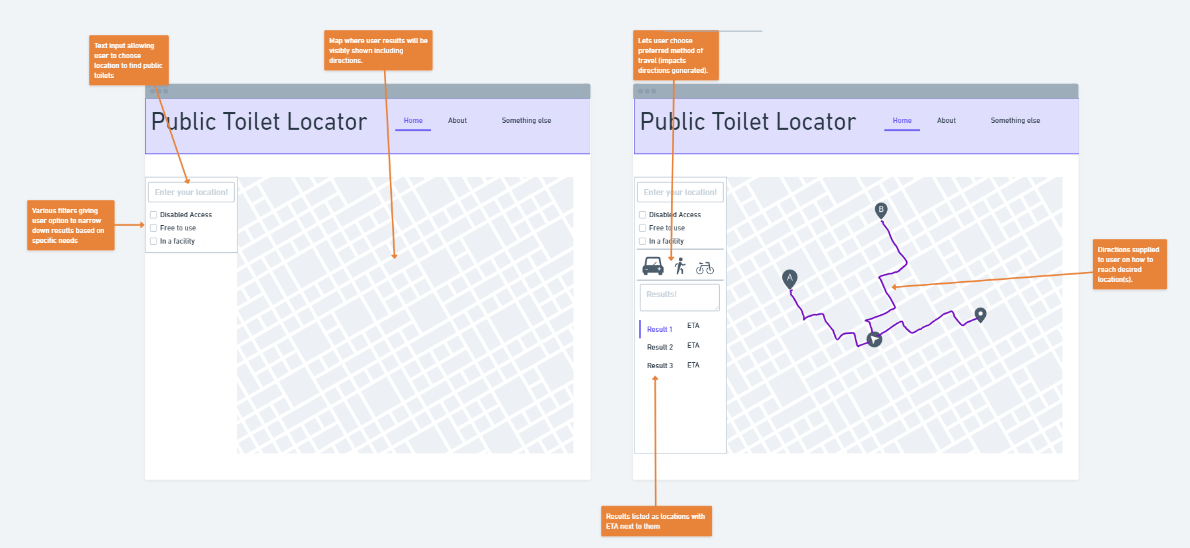 Text input allowing
user to choose
location to find public
toilets
Map where user results will be
visibly shown including
directions.
Lets user choose
preferred method of
travel (impacts
directions generated).
Public Toilet Locator
Home
About
Something else
Public Toilet Locator
Home
About
Something else
Enter your location!
Disabled Access
Free to use
In a facility
Various filters giving
user option to narrow
down results based on
specific needs
Enter your location!
Disabled Access
Free to use
In a facility
Results!
Result 1 ETA
Result 2 ETA
Result 3 ETA
B
A
Directions supplied
to user on how to
reach desired
location(s).
Results listed as locations with
ETA next to them